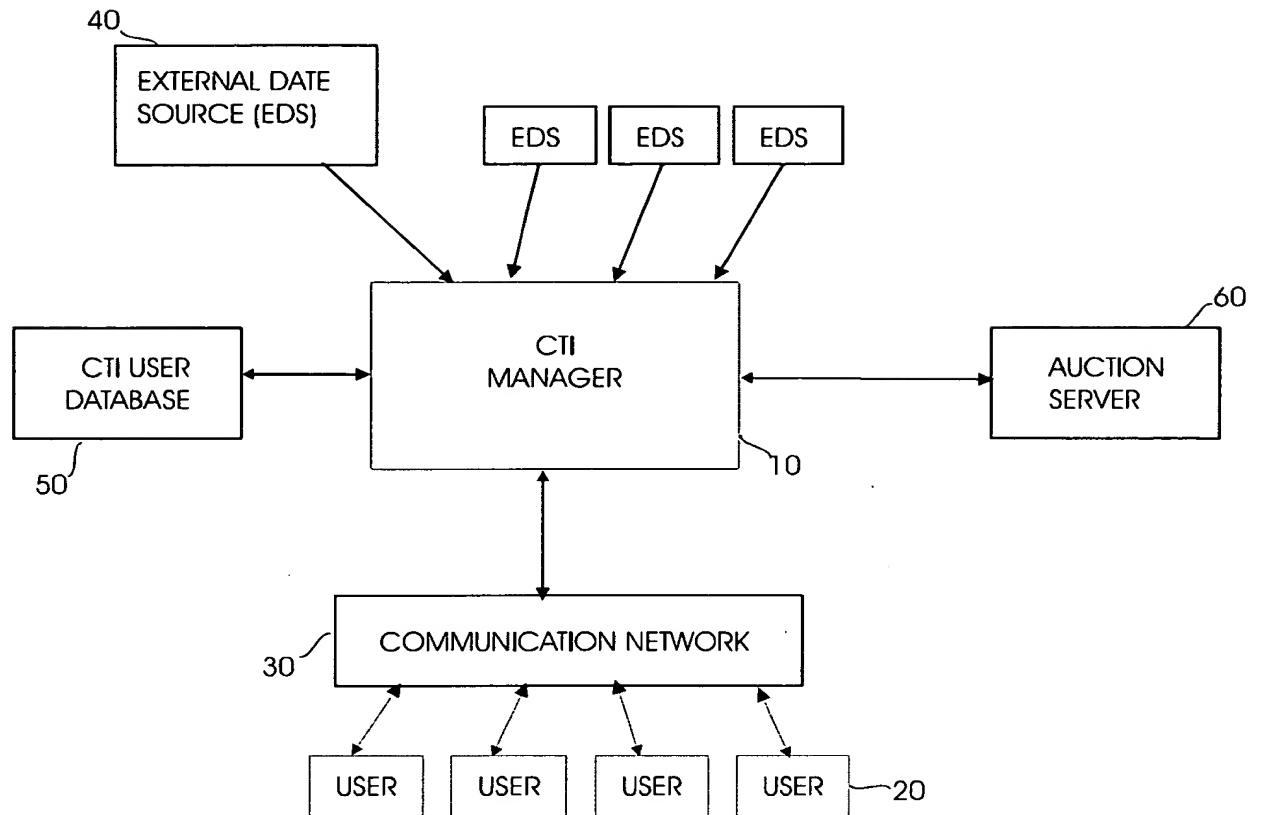 40
EXTERNAL DATE
SOURCE (EDS)
EDS
EDS
EDS
60
CTI USER
DATABASE
CTI
MANAGER
AUCTION
SERVER
50
10
30
COMMUNICATION NETWORK
USER
USER
USER
USER
20